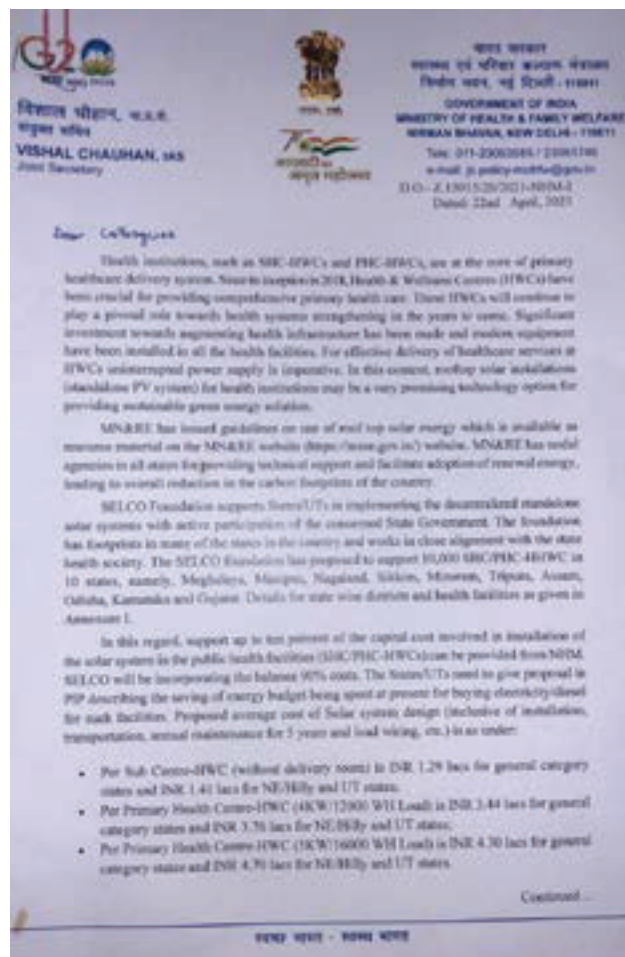 G20
भारत सरकार
स्वास्थ्य एवं परिवार कल्याण मंत्रालय
निर्माण भवन, नई दिल्ली - 110011
GOVERNMENT OF INDIA
MINISTRY OF HEALTH & FAMILY WELFARE
NIRMAN BHAVAN, NEW DELHI - 110011
विशाल चौहान, भा.प्र.से.
संयुक्त सचिव
VISHAL CHAUHAN, IAS
Joint Secretary
आज़ादी का
अमृत महोत्सव
Dated: 22nd April, 2023
Dear Colleagues
Health institutions, such as SHC-HWCs and PHC-HWCs, are at the core of primary
healthcare delivery system. Since its inception in 2018, Health & Wellness Centres (HWCs) have
been crucial for providing comprehensive primary health care. These HWCs will continue to
play a pivotal role towards health systems strengthening in the years to come. Significant
investment towards augmenting health infrastructure has been made and modern equipment
have been installed in all the health facilities. For effective delivery of healthcare services at
HWCs uninterrupted power supply is imperative. In this context, rooftop solar installations
(standalone PV system) for health institutions may be a very promising technology option for
providing sustainable green energy solution.
MN&RE has issued guidelines on use of roof top solar energy which is available as
resource material on the MN&RE website (https://mnre.gov.in/) website. MN&RE has nodal
agencies in all states for providing technical support and facilitate adoption of renewal energy,
leading to overall reduction in the carbon footprints of the country.
SELCO Foundation supports States/UTs in implementing the decentralized standalone
solar systems with active participation of the concerned State Government. The foundation
has footprints in many of the states in the country and works in close alignment with the state
health society. The SELCO foundation has proposed to support 10,000 SHC/PHC-HWC in
10 states, namely, Meghalaya, Manipur, Nagaland, Sikkim, Mizoram, Tripura, Assam,
Odisha, Karnataka and Gujarat. Details for state wise districts and health facilities as given in
Annexure I.
In this regard, support up to ten percent of the capital cost involved in installation of
the solar system in the public health facilities (SHC/PHC-HWCs) can be provided from NHM.
SELCO will be incorporating the balance 90% costs. The States/UTs need to give proposal in
PIP describing the saving of energy budget being spent at present for buying electricity/diesel
for such facilities. Proposed average cost of Solar system design (inclusive of installation,
transportation, annual maintenance for 5 years and load wiring, etc.) is as under:
• Per Sub Centre-HWC (without delivery room) is INR 1.29 lacs for general category
states and INR 1.41 lacs for NE/Hilly and UT states;
• Per Primary Health Centre-HWC (4KW/12000 WH Load) is INR 3.44 lacs for general
category states and INR 3.76 lacs for NE/Hilly and UT states;
• Per Primary Health Centre-HWC (5KW/16000 WH Load) is INR 4.30 lacs for general
category states and INR 4.70 lacs for NE/Hilly and UT states.
Continued...
स्वच्छ भारत - स्वस्थ भारत